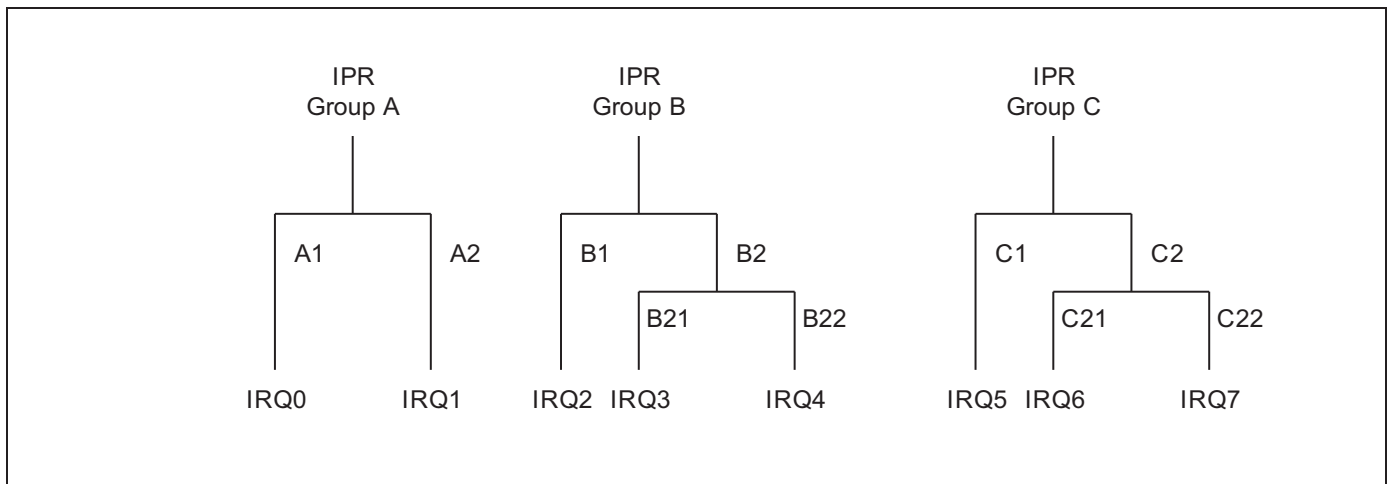 IPR
Group A
IPR
Group B
IPR
Group C
A1
A2
B1
B2
C1
C2
B21
B22
C21
C22
IRQ0
IRQ1
IRQ2
IRQ3
IRQ4
IRQ5
IRQ6
IRQ7